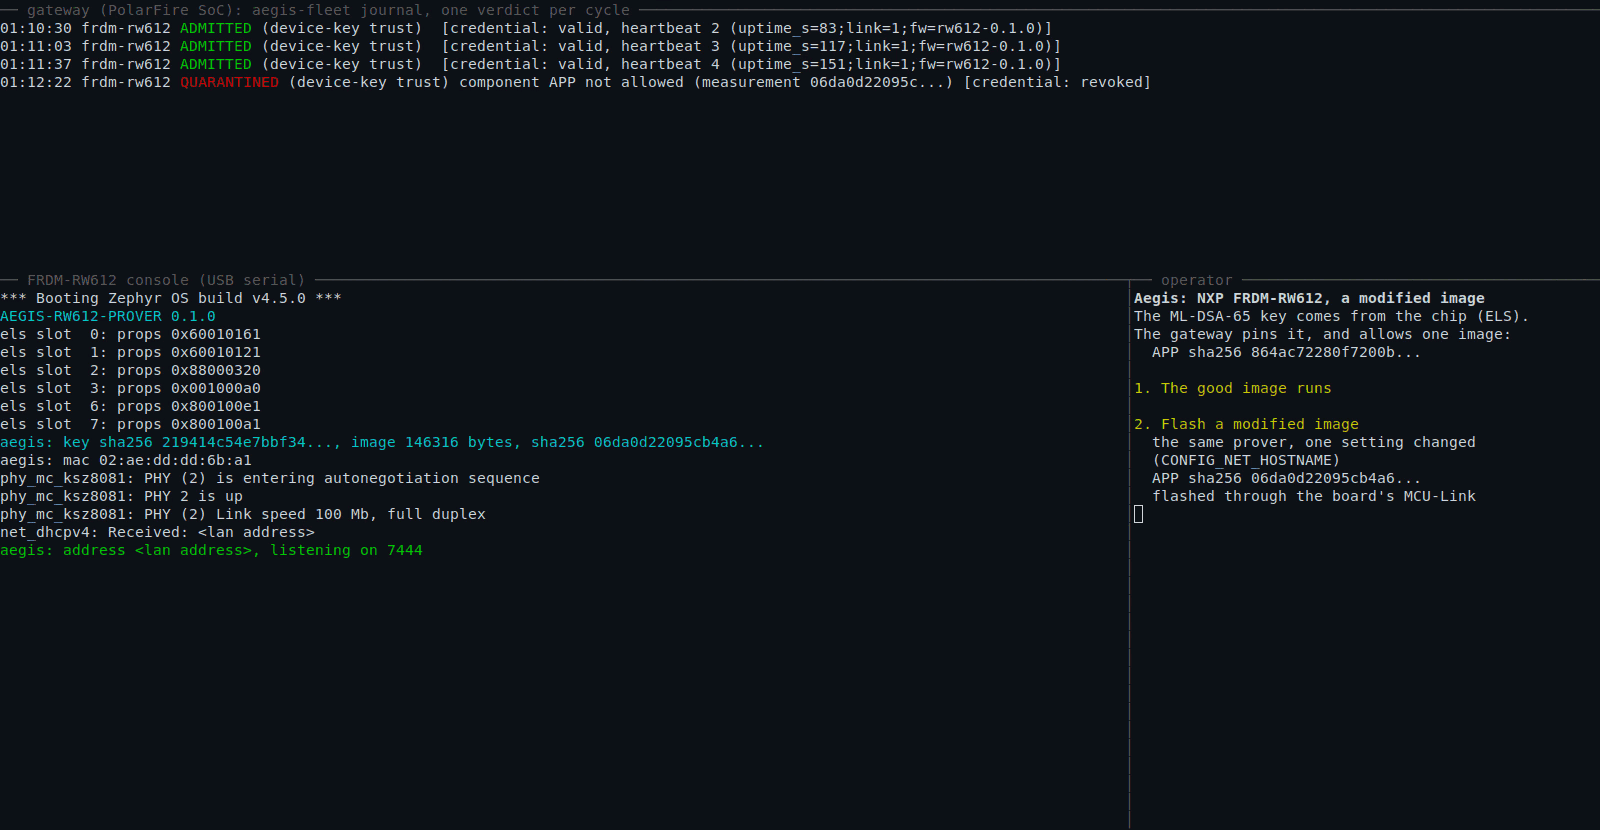 gateway (PolarFire SoC): aegis-fleet journal, one verdict per cycle
01:10:30 frdm-rw612 ADMITTED (device-key trust)  [credential: valid, heartbeat 2 (uptime_s=83;link=1;fw=rw612-0.1.0)]
01:11:03 frdm-rw612 ADMITTED (device-key trust)  [credential: valid, heartbeat 3 (uptime_s=117;link=1;fw=rw612-0.1.0)]
01:11:37 frdm-rw612 ADMITTED (device-key trust)  [credential: valid, heartbeat 4 (uptime_s=151;link=1;fw=rw612-0.1.0)]
01:12:22 frdm-rw612 QUARANTINED (device-key trust) component APP not allowed (measurement 06da0d22095c...) [credential: revoked]
FRDM-RW612 console (USB serial)
*** Booting Zephyr OS build v4.5.0 ***
AEGIS-RW612-PROVER 0.1.0
els slot  0: props 0x60010161
els slot  1: props 0x60010121
els slot  2: props 0x88000320
els slot  3: props 0x001000a0
els slot  6: props 0x800100e1
els slot  7: props 0x800100a1
aegis: key sha256 219414c54e7bbf34..., image 146316 bytes, sha256 06da0d22095cb4a6...
aegis: mac 02:ae:dd:dd:6b:a1
phy_mc_ksz8081: PHY (2) is entering autonegotiation sequence
phy_mc_ksz8081: PHY 2 is up
phy_mc_ksz8081: PHY (2) Link speed 100 Mb, full duplex
net_dhcpv4: Received: <lan address>
aegis: address <lan address>, listening on 7444
operator
Aegis: NXP FRDM-RW612, a modified image
The ML-DSA-65 key comes from the chip (ELS).
The gateway pins it, and allows one image:
APP sha256 864ac72280f7200b...
1. The good image runs
2. Flash a modified image
the same prover, one setting changed
(CONFIG_NET_HOSTNAME)
APP sha256 06da0d22095cb4a6...
flashed through the board's MCU-Link